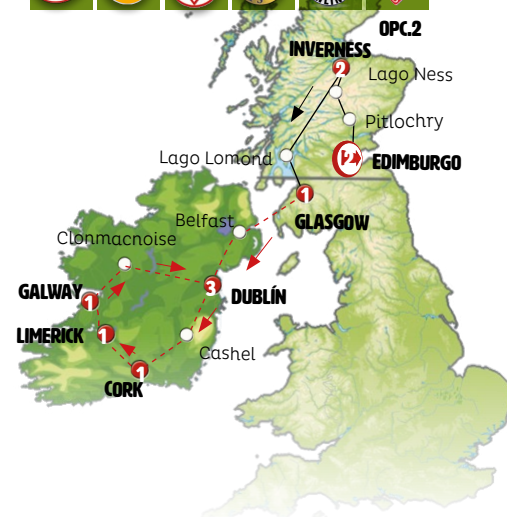 OPC.2
INVERNESS
2
Lago Ness
Pitlochry
Lago Lomond
2
EDIMBURGO
1
GLASGOW
Belfast
Clonmacnoise
GALWAY
1
3
DUBLÍN
LIMERICK
1
Cashel
1
CORK